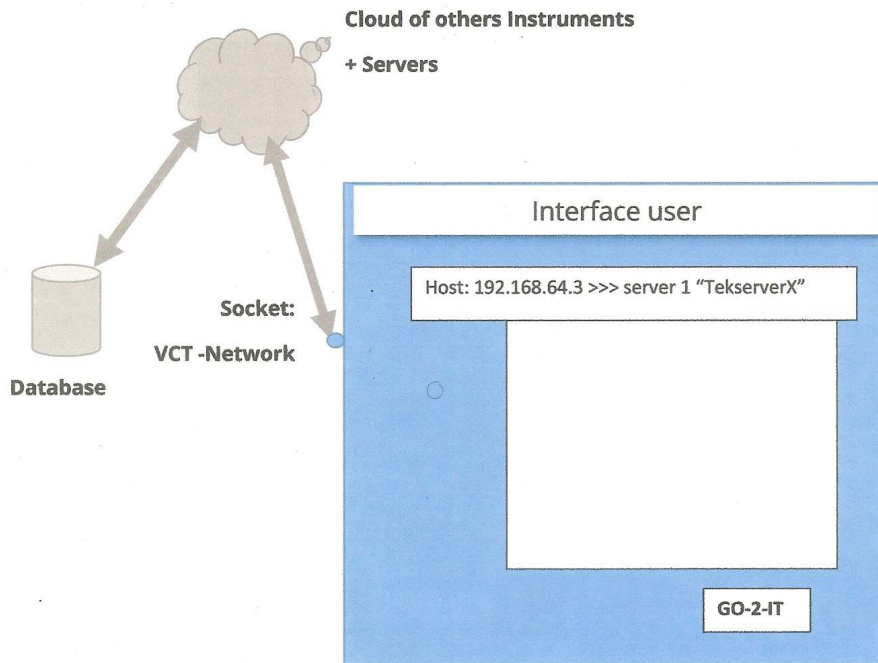 Cloud of others Instruments
+ Servers
Interface user
Host: 192.168.64.3 >>> server 1 “TekserverX”
Socket:
VCT -Network
Database
GO-2-IT